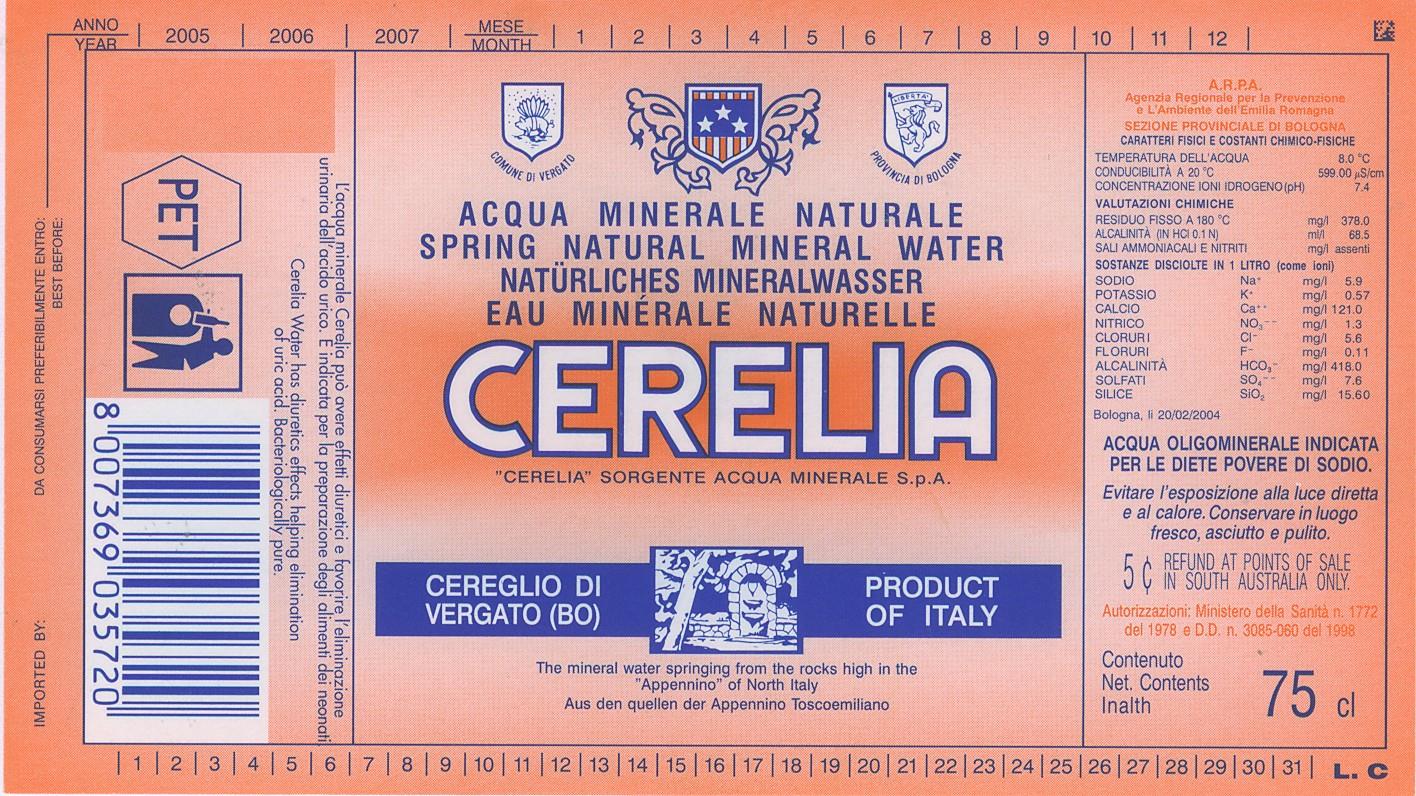 ANNO 2005 2006 2007 MESE 1 2 3 4 5 6 7 8 9 10 11 12
YEAR MONTH
DA CONSUMARSI PREFERIBILMENTE ENTRO:
BEST BEFORE:
IMPORTED BY:
PET
8 007369 035720
L'acqua minerale Cerelia può avere effetti diuretici e favorire l'eliminazione
urinaria dell'acido urico. È indicata per la preparazione degli alimenti dei neonati
Cerelia Water has diuretics effects helping elimination
of uric acid. Bacteriologically pure.
COMUNE DI VERGATO
LIBERTA'
PROVINCIA DI BOLOGNA
ACQUA MINERALE NATURALE
SPRING NATURAL MINERAL WATER
NATÜRLICHES MINERALWASSER
EAU MINÉRALE NATURELLE
CERELIA
"CERELIA" SORGENTE ACQUA MINERALE S.p.A.
CEREGLIO DI
VERGATO (BO)
PRODUCT
OF ITALY
The mineral water springing from the rocks high in the
"Appennino" of North Italy
Aus den quellen der Appennino Toscoemiliano
A.R.P.A.
Agenzia Regionale per la Prevenzione
e L'Ambiente dell'Emilia Romagna
SEZIONE PROVINCIALE DI BOLOGNA
CARATTERI FISICI E COSTANTI CHIMICO-FISICHE
TEMPERATURA DELL'ACQUA 8.0 °C
CONDUCIBILITÀ A 20 °C 599.00 µS/cm
CONCENTRAZIONE IONI IDROGENO (pH) 7.4
VALUTAZIONI CHIMICHE
RESIDUO FISSO A 180 °C mg/l 378.0
ALCALINITÀ (IN HCl 0.1 N) ml/l 68.5
SALI AMMONIACALI E NITRITI mg/l assenti
SOSTANZE DISCIOLTE IN 1 LITRO (come ioni)
SODIO Na⁺ mg/l 5.9
POTASSIO K⁺ mg/l 0.57
CALCIO Ca⁺⁺ mg/l 121.0
NITRICO NO₃⁻⁻ mg/l 1.3
CLORURI Cl⁻ mg/l 5.6
FLORURI F⁻ mg/l 0.11
ALCALINITÀ HCO₃⁻ mg/l 418.0
SOLFATI SO₄⁻⁻ mg/l 7.6
SILICE SiO₂ mg/l 15.60
Bologna, li 20/02/2004
ACQUA OLIGOMINERALE INDICATA
PER LE DIETE POVERE DI SODIO.
Evitare l'esposizione alla luce diretta
e al calore. Conservare in luogo
fresco, asciutto e pulito.
5 ¢ REFUND AT POINTS OF SALE
IN SOUTH AUSTRALIA ONLY.
Autorizzazioni: Ministero della Sanità n. 1772
del 1978 e D.D. n. 3085-060 del 1998
Contenuto
Net. Contents
Inalth
75 cl
1 2 3 4 5 6 7 8 9 10 11 12 13 14 15 16 17 18 19 20 21 22 23 24 25 26 27 28 29 30 31 L. C